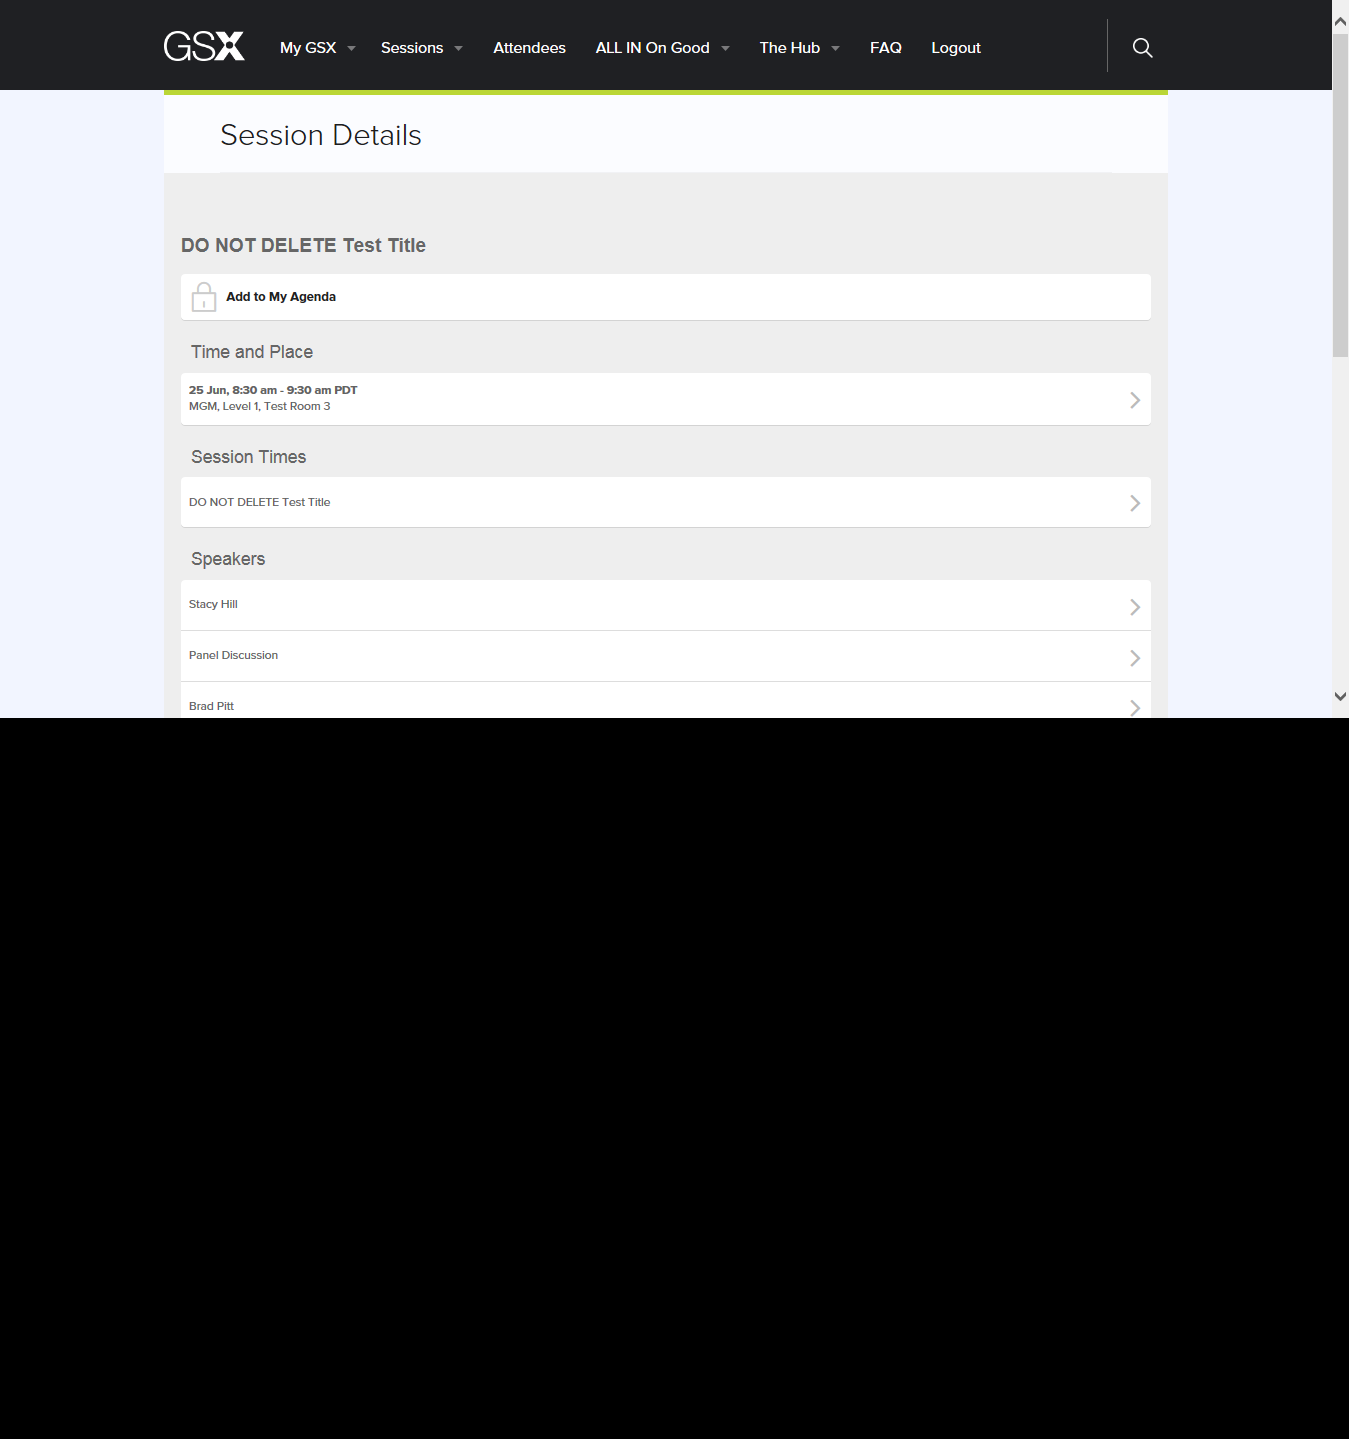 GSX My GSX Sessions Attendees ALL IN On Good The Hub FAQ Logout
Session Details
DO NOT DELETE Test Title
Add to My Agenda
Time and Place
25 Jun, 8:30 am - 9:30 am PDT
MGM, Level 1, Test Room 3
Session Times
DO NOT DELETE Test Title
Speakers
Stacy Hill
Panel Discussion
Brad Pitt